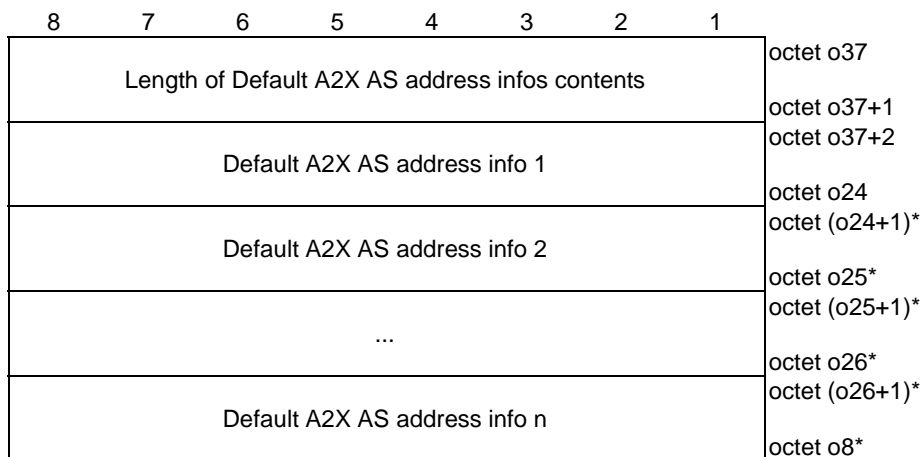 8 7 6 5 4 3 2 1
octet o37
Length of Default A2X AS address infos contents
octet o37+1
octet o37+2
Default A2X AS address info 1
octet o24
octet (o24+1)*
Default A2X AS address info 2
octet o25*
octet (o25+1)*
...
octet o26*
octet (o26+1)*
Default A2X AS address info n
octet o8*